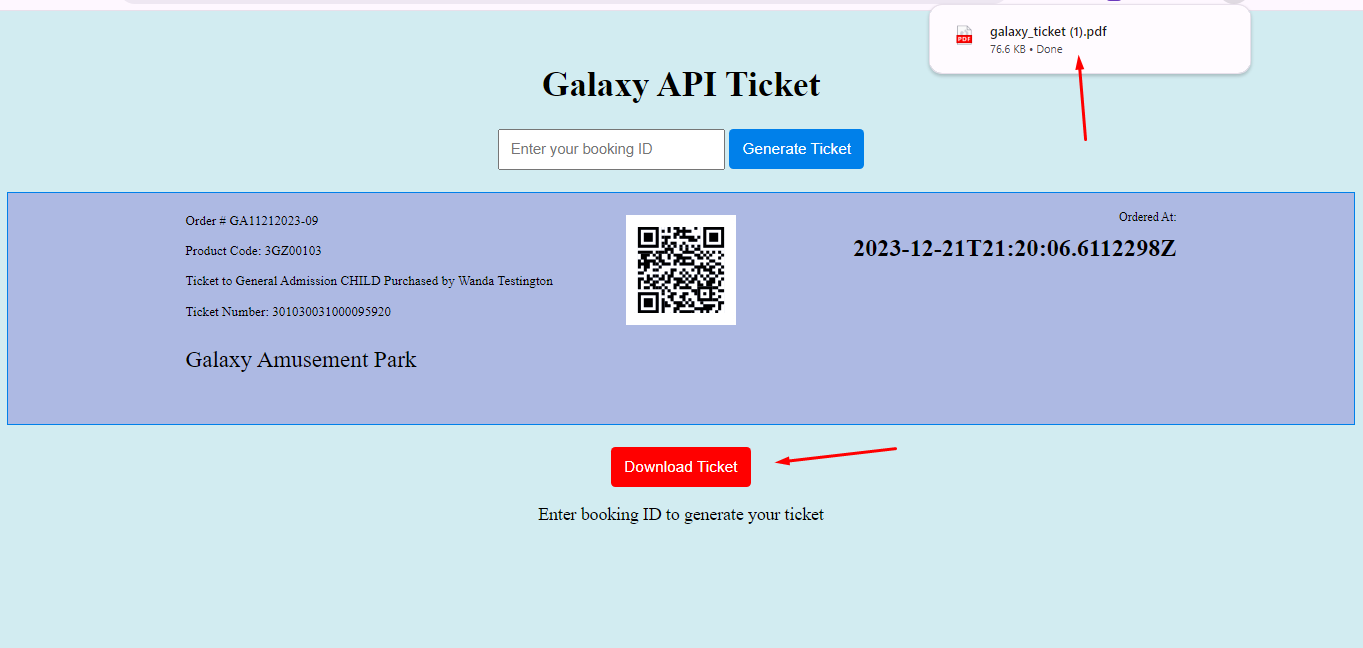 galaxy_ticket (1).pdf
PDF
76.6 KB • Done
Galaxy API Ticket
Enter your booking ID
Generate Ticket
Order # GA11212023-09
Product Code: 3GZ00103
Ticket to General Admission CHILD Purchased by Wanda Testington
Ticket Number: 301030031000095920
Galaxy Amusement Park
Ordered At:
2023-12-21T21:20:06.6112298Z
Download Ticket
Enter booking ID to generate your ticket